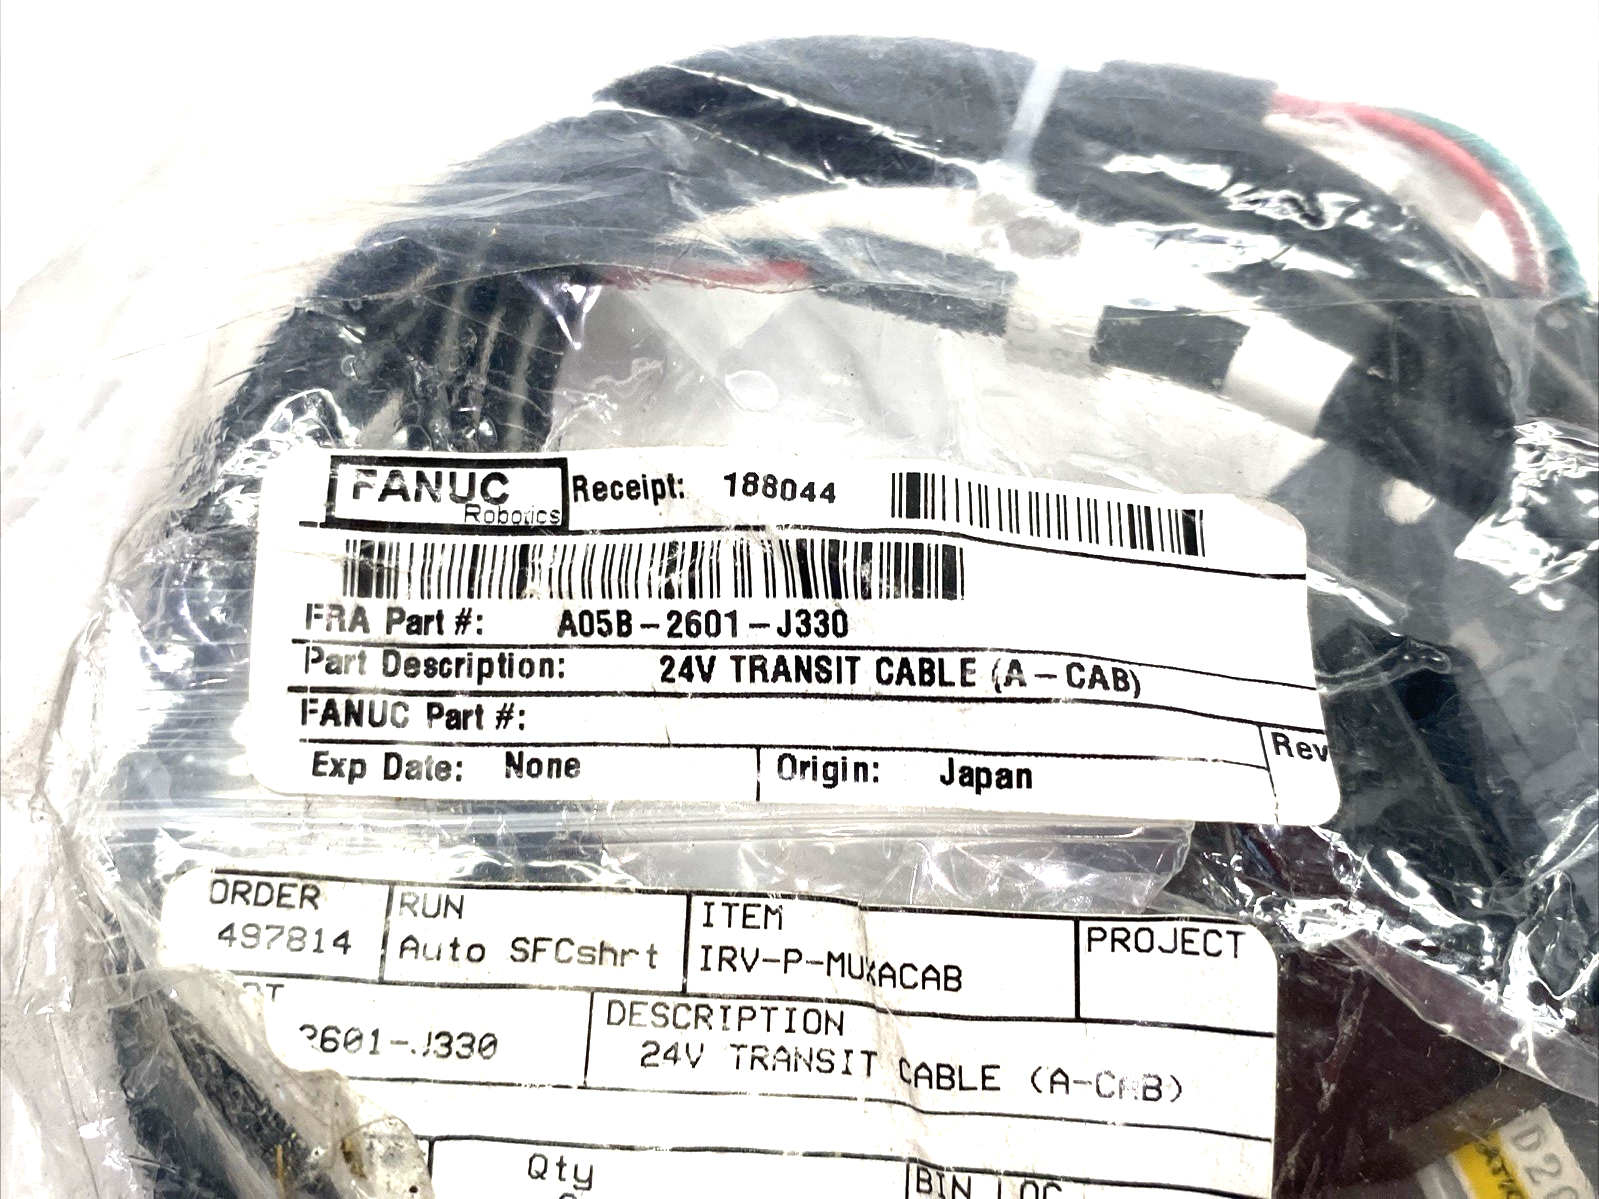 FANUC
Robotics
Receipt: 188044
FRA Part #: A05B-2601-J330
Part Description: 24V TRANSIT CABLE (A-CAB)
FANUC Part #:
Rev
Exp Date: None Origin: Japan
ORDER RUN ITEM PROJECT
497814 Auto SFCshrt IRV-P-MUXACAB
DESCRIPTION
2601-J330 24V TRANSIT CABLE (A-CAB)
Qty BIN LOC